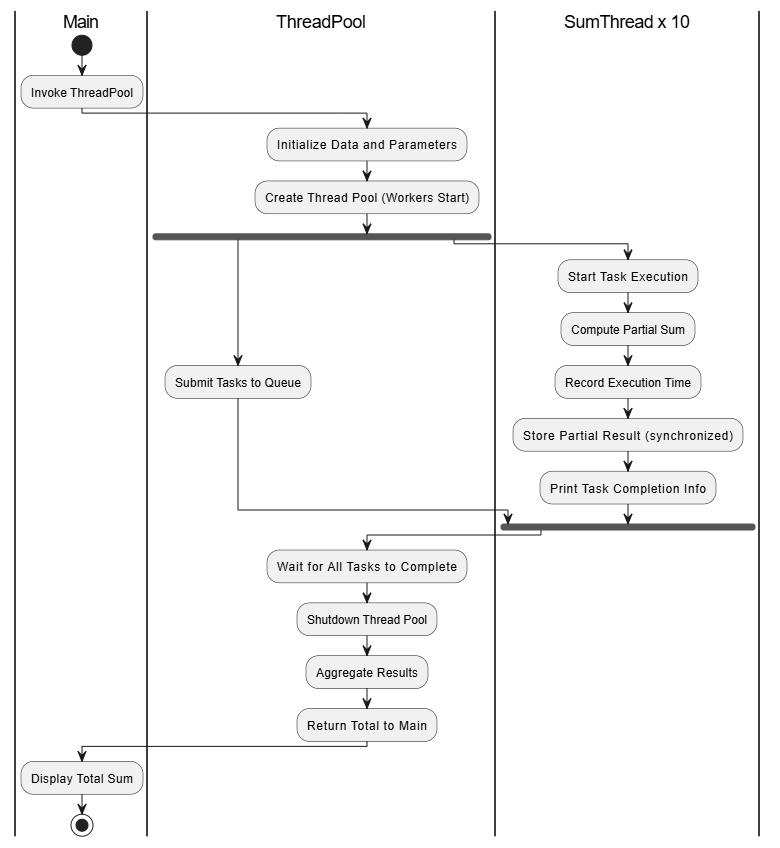 Main
ThreadPool
SumThread x 10
Invoke ThreadPool
Initialize Data and Parameters
Create Thread Pool (Workers Start)
Start Task Execution
Compute Partial Sum
Submit Tasks to Queue
Record Execution Time
Store Partial Result (synchronized)
Print Task Completion Info
Wait for All Tasks to Complete
Shutdown Thread Pool
Aggregate Results
Return Total to Main
Display Total Sum